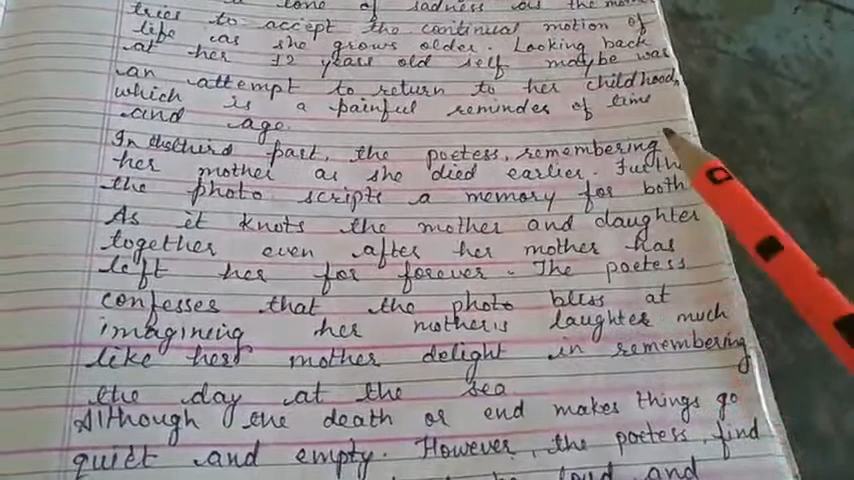 tone of sadness as the
tries to accept the continual motion of
life as she grows older. Looking back
at her 12 years old self maybe was
an attempt to return to her childhood,
which is a painful reminder of time
and age.
In the third part, the poetess, remembering
her mother as she died earlier. Further
the photo scripts a memory for both
As it knots the mother and daughter
together even after her mother has
left her for forever. The poetess
confesses that the photo bliss at
imagining her mother's laughter much
like her mother delight in remembering
the day at the sea
Although the death or end makes things go
quiet and empty. However, the poetess, find
loud and